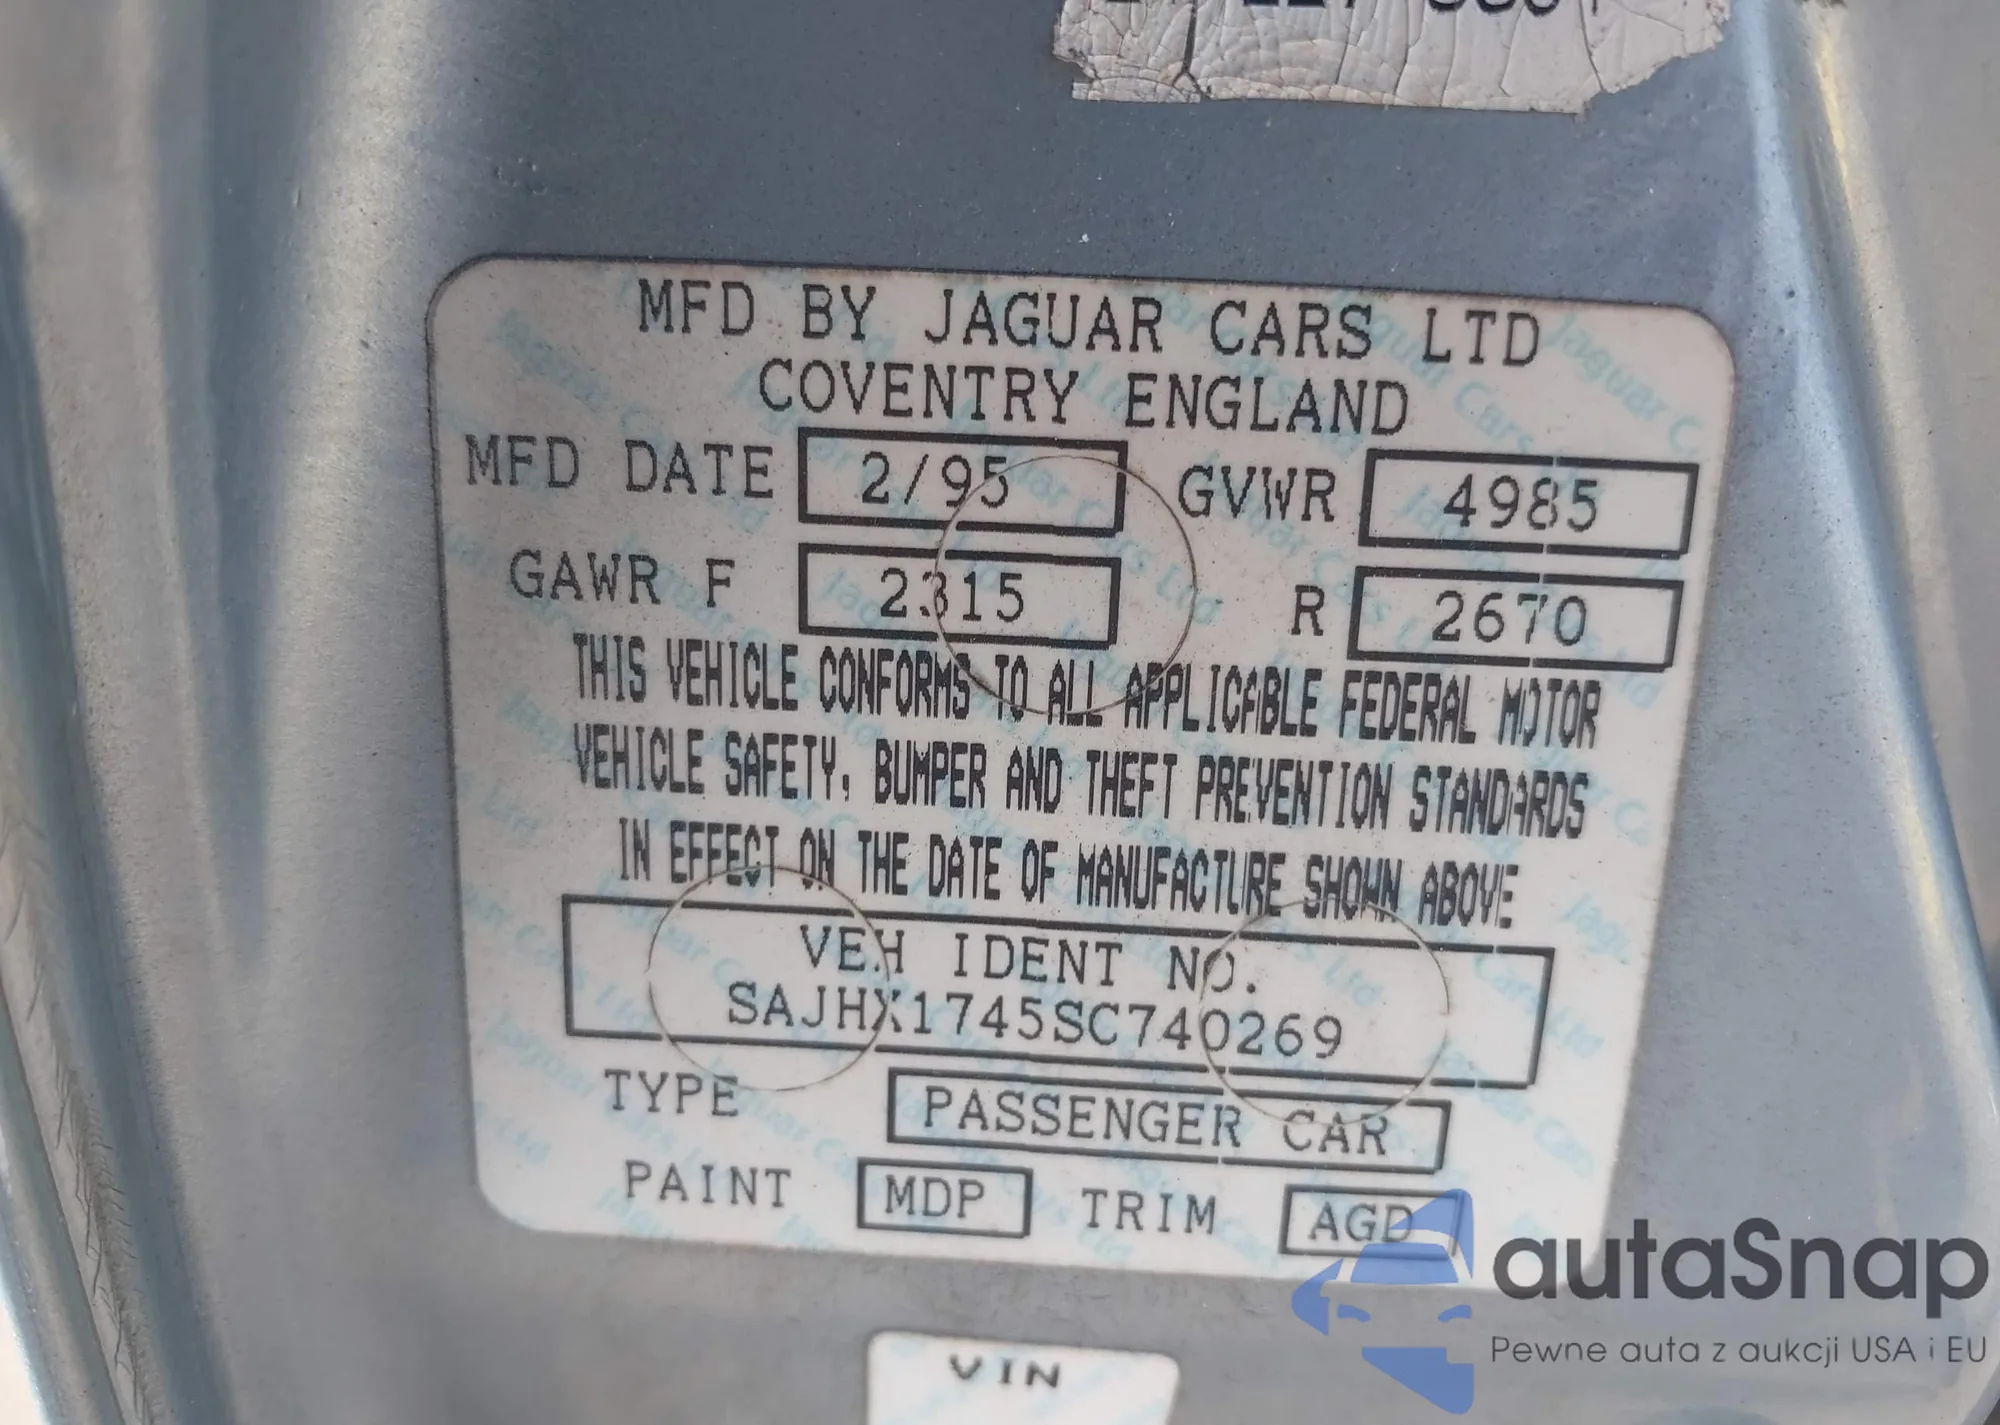 MFD BY JAGUAR CARS LTD
COVENTRY ENGLAND
MFD DATE 2/95 GVWR 4985
GAWR F 2315 R 2670
THIS VEHICLE CONFORMS TO ALL APPLICABLE FEDERAL MOTOR
VEHICLE SAFETY, BUMPER AND THEFT PREVENTION STANDARDS
IN EFFECT ON THE DATE OF MANUFACTURE SHOWN ABOVE
VEH IDENT NO.
SAJHX1745SC740269
TYPE PASSENGER CAR
PAINT MDP TRIM AGD
VIN
autaSnap
Pewne auta z aukcji USA i EU